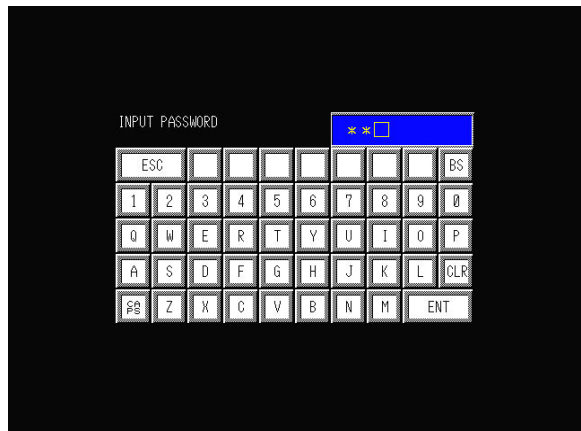 INPUT PASSWORD
**
ESC BS
1 2 3 4 5 6 7 8 9 0
Q W E R T Y U I O P
A S D F G H J K L CLR
CAPS Z X C V B N M ENT